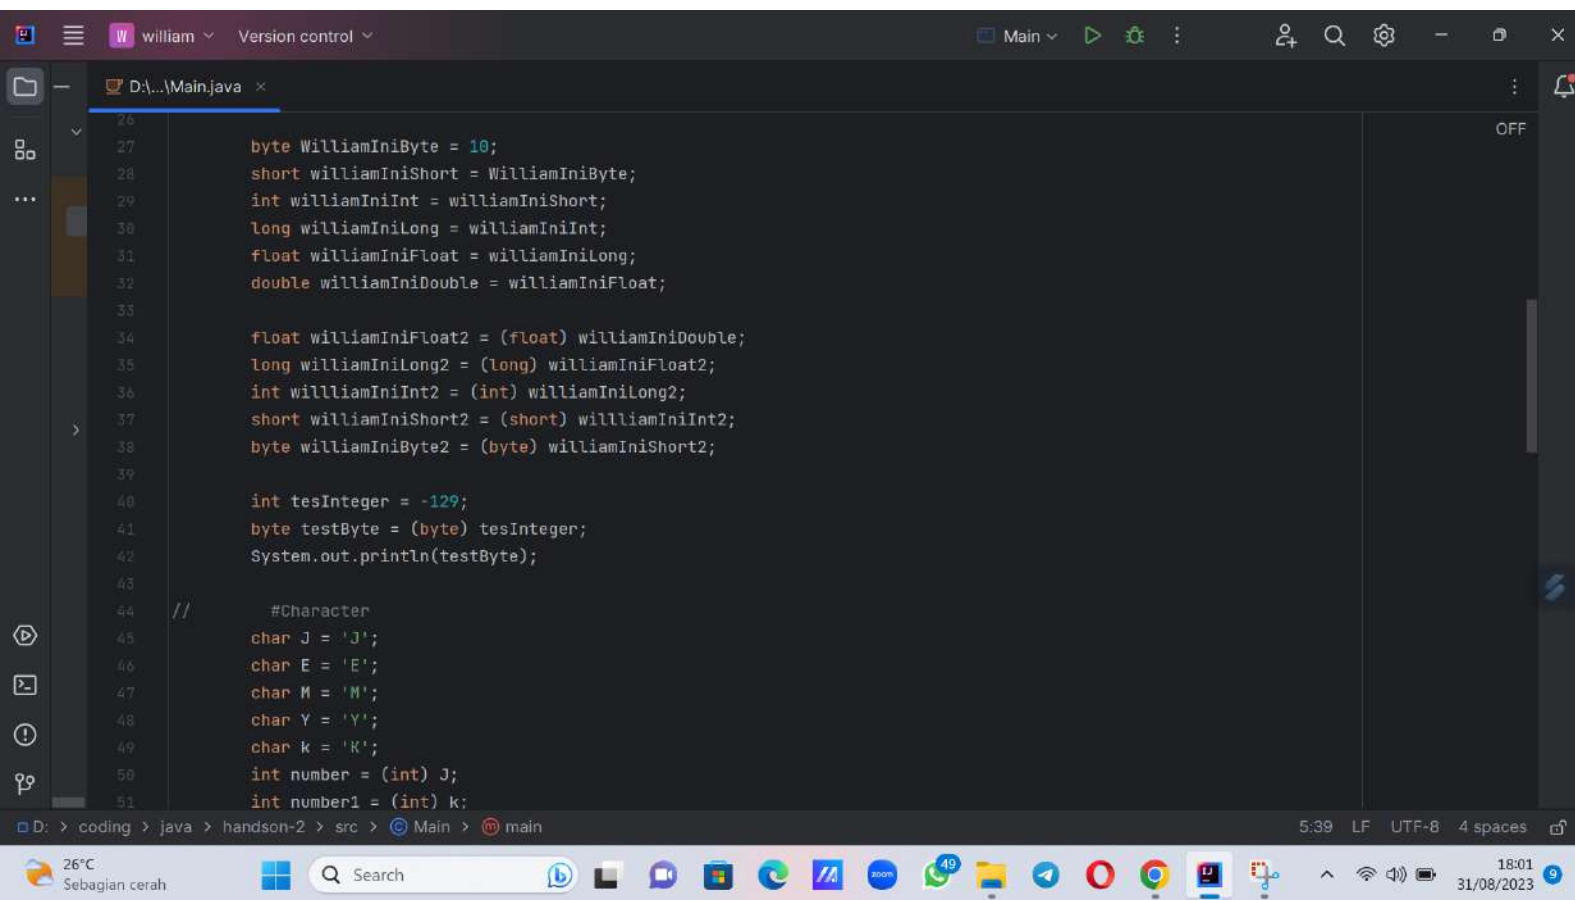 W william Version control Main
D:\...\Main.java
OFF
26
27 byte WilliamIniByte = 10;
28 short williamIniShort = WilliamIniByte;
29 int williamIniInt = williamIniShort;
30 long williamIniLong = williamIniInt;
31 float williamIniFloat = williamIniLong;
32 double williamIniDouble = williamIniFloat;
33
34 float williamIniFloat2 = (float) williamIniDouble;
35 long williamIniLong2 = (long) williamIniFloat2;
36 int willliamIniInt2 = (int) williamIniLong2;
37 short williamIniShort2 = (short) willliamIniInt2;
38 byte williamIniByte2 = (byte) williamIniShort2;
39
40 int tesInteger = -129;
41 byte testByte = (byte) tesInteger;
42 System.out.println(testByte);
43
44 // #Character
45 char J = 'J';
46 char E = 'E';
47 char M = 'M';
48 char Y = 'Y';
49 char k = 'K';
50 int number = (int) J;
51 int number1 = (int) k;
D: > coding > java > handson-2 > src > Main > main 5:39 LF UTF-8 4 spaces
26°C
Sebagian cerah
Search
zoom
49
18:01
31/08/2023
9